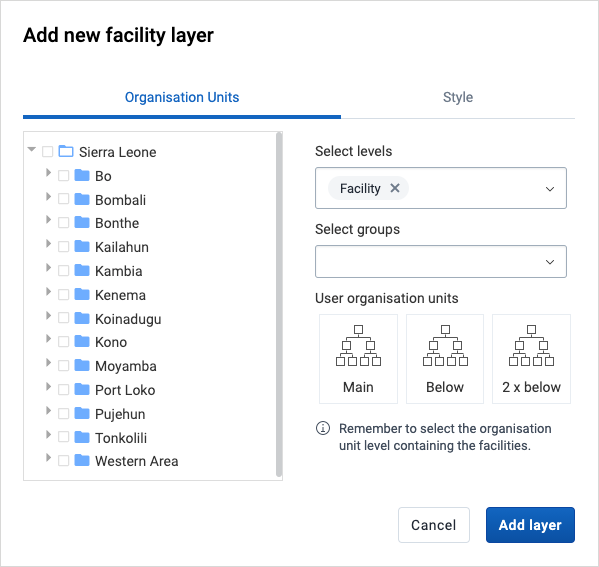 Add new facility layer
Organisation Units
Style
Sierra Leone
Bo
Bombali
Bonthe
Kailahun
Kambia
Kenema
Koinadugu
Kono
Moyamba
Port Loko
Pujehun
Tonkolili
Western Area
Select levels
Facility
Select groups
User organisation units
Main
Below
2 x below
Remember to select the organisation
unit level containing the facilities.
Cancel
Add layer